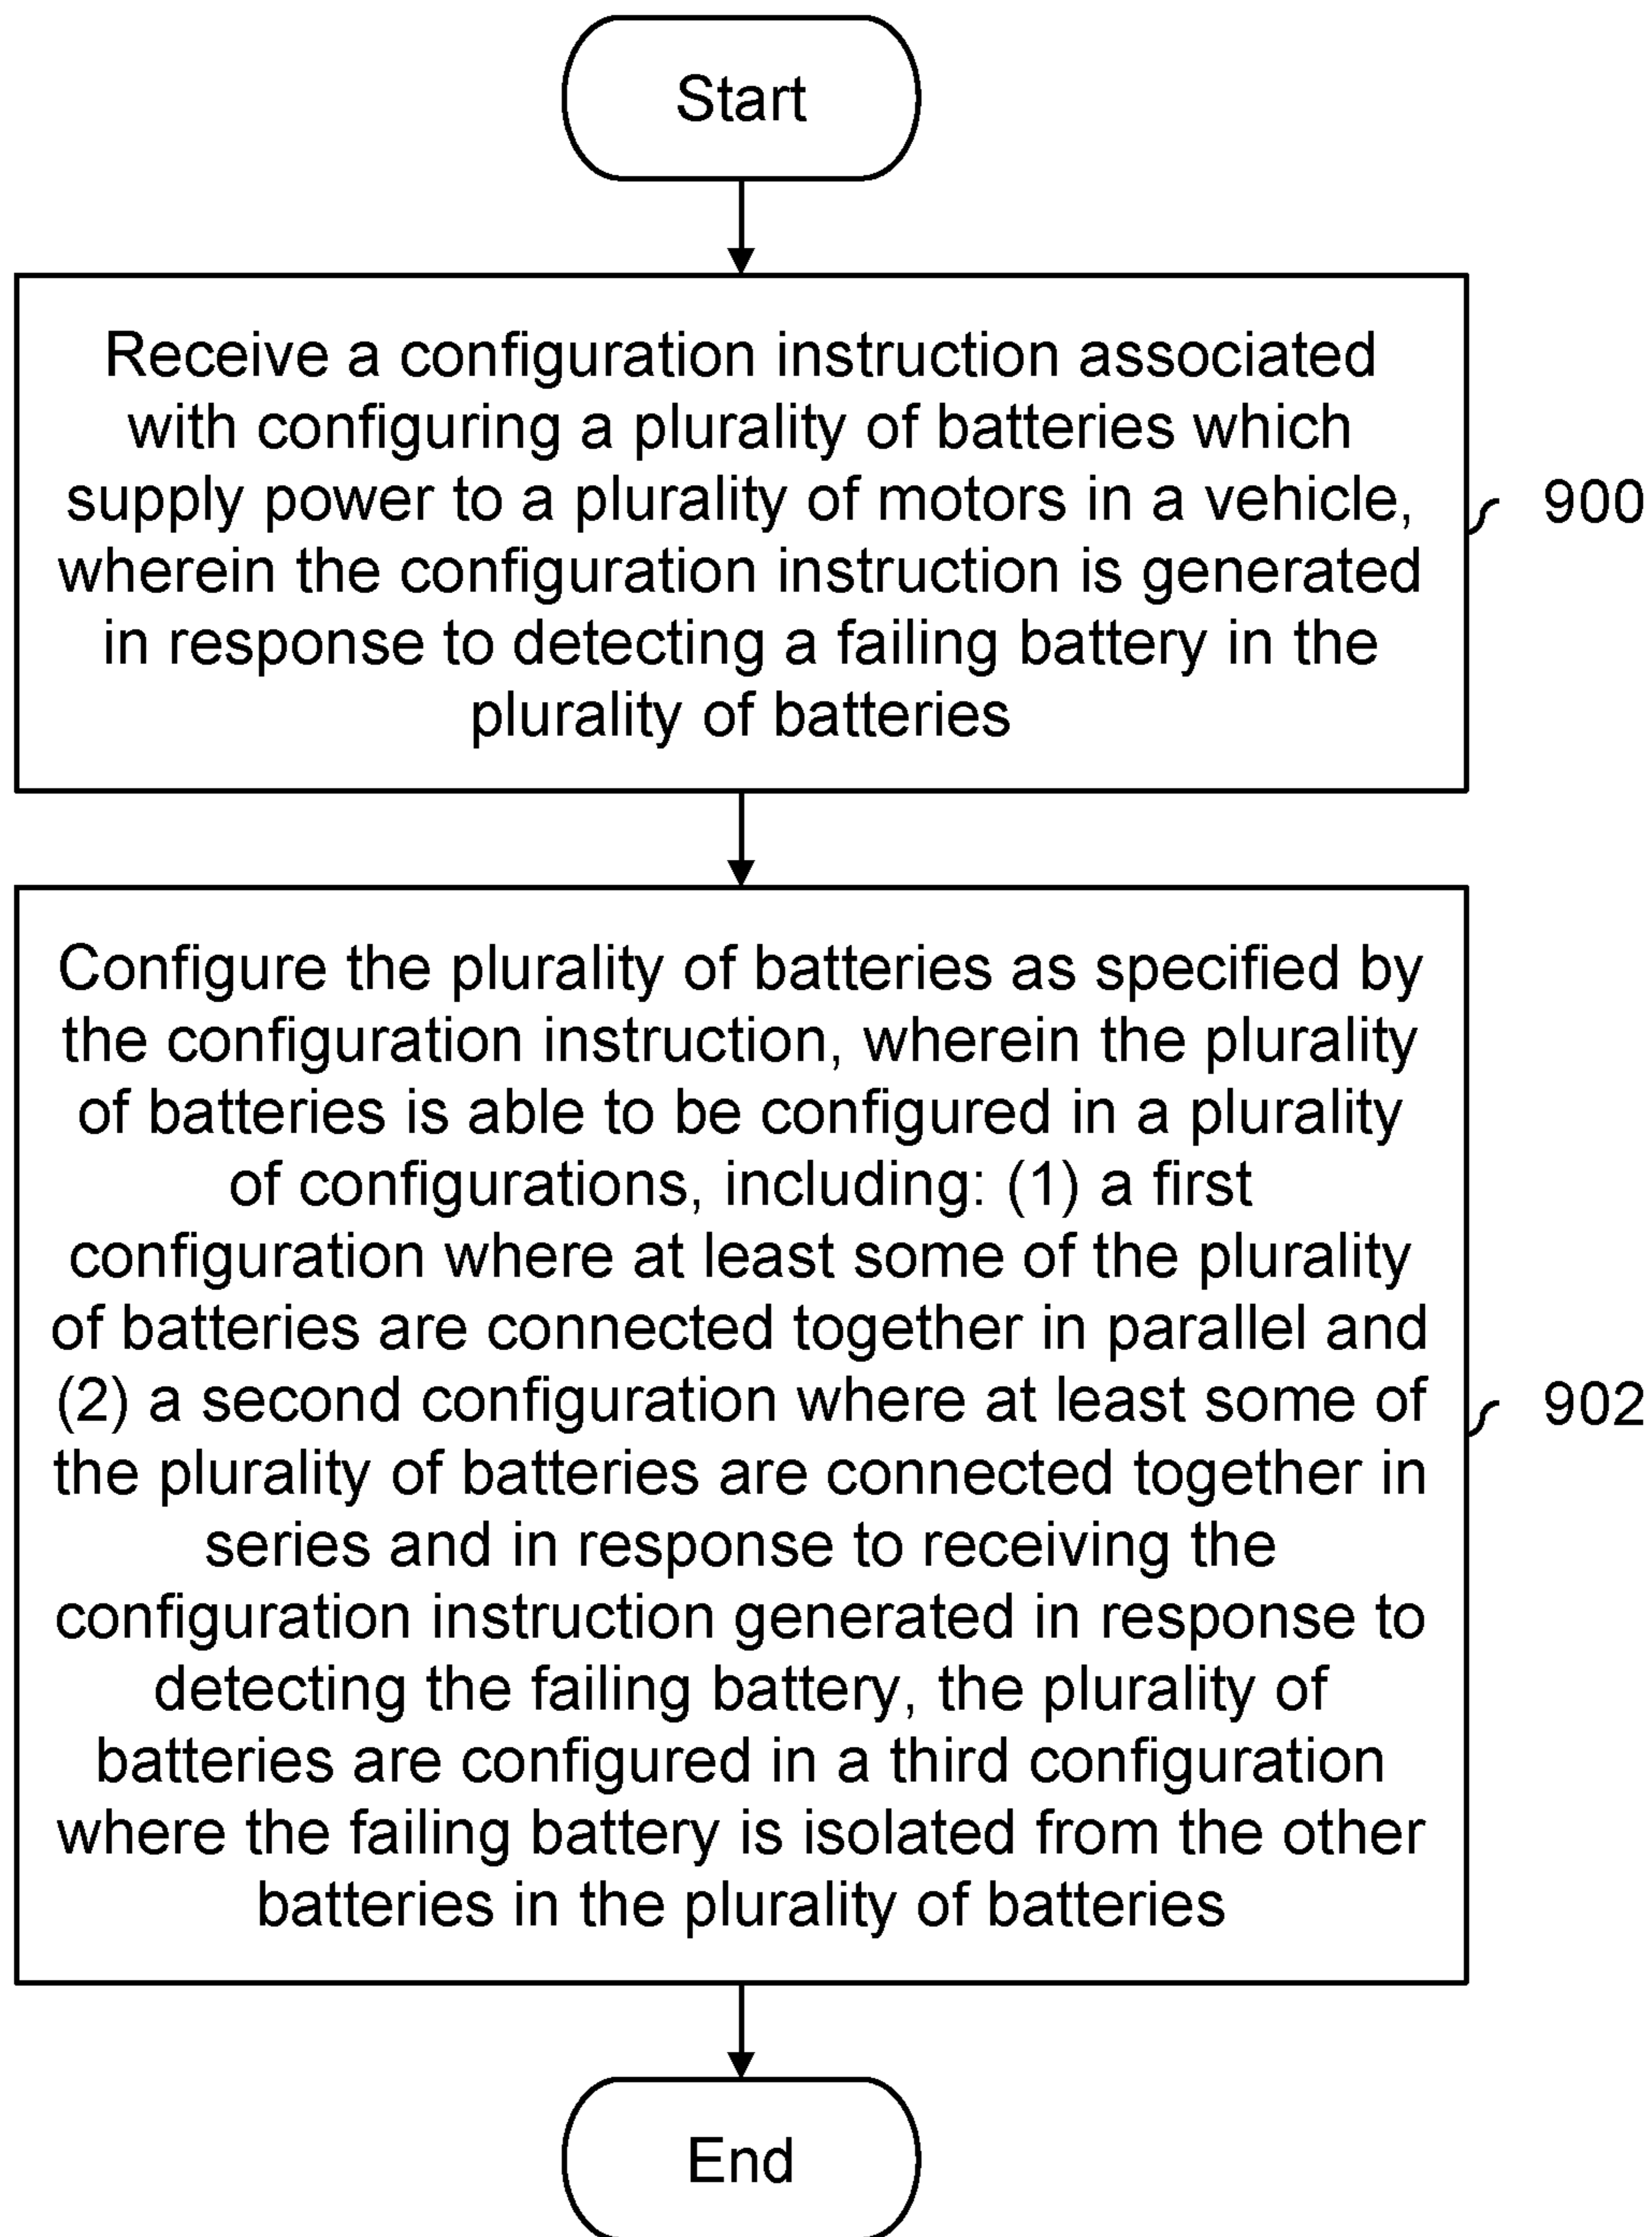 Start
Receive a configuration instruction associated
with configuring a plurality of batteries which
supply power to a plurality of motors in a vehicle,
wherein the configuration instruction is generated
in response to detecting a failing battery in the
plurality of batteries
900
Configure the plurality of batteries as specified by
the configuration instruction, wherein the plurality
of batteries is able to be configured in a plurality
of configurations, including: (1) a first
configuration where at least some of the plurality
of batteries are connected together in parallel and
(2) a second configuration where at least some of
the plurality of batteries are connected together in
series and in response to receiving the
configuration instruction generated in response to
detecting the failing battery, the plurality of
batteries are configured in a third configuration
where the failing battery is isolated from the other
batteries in the plurality of batteries
902
End